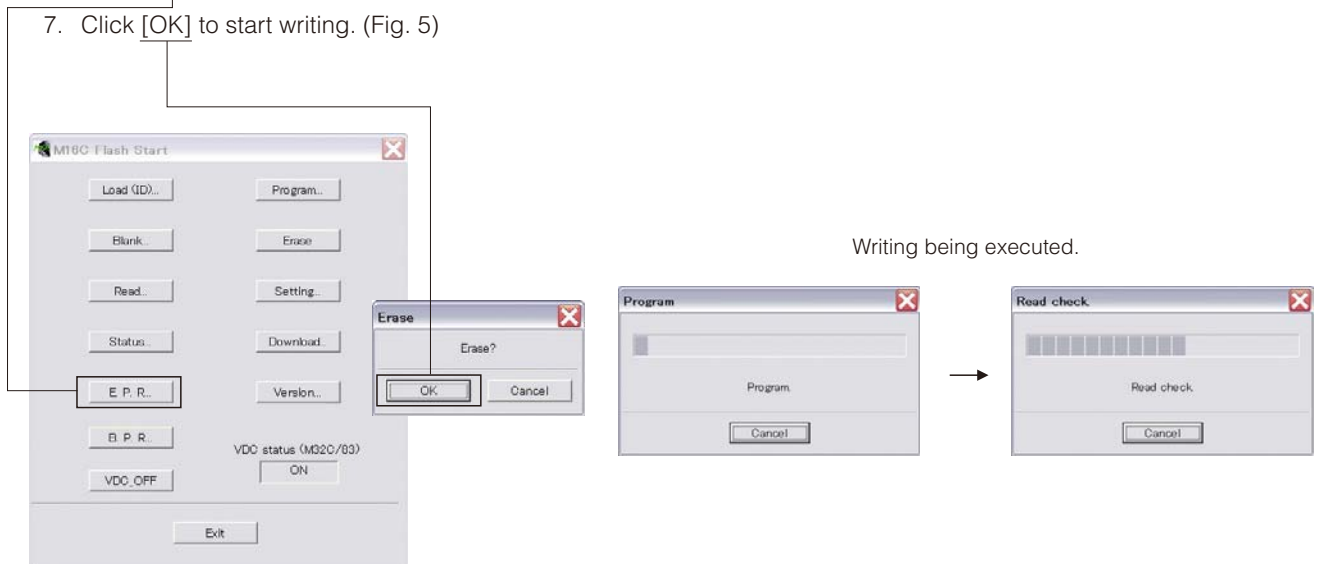 7. Click [OK] to start writing. (Fig. 5)
M16C Flash Start
Load (ID)... Program...
Blank... Erase
Read... Setting...
Status... Download...
E. P. R... Version...
B. P. R...
VDC status (M32C/83)
ON
VDC_OFF
Exit
Erase
Erase?
OK Cancel
Writing being executed.
Program
Program.
Cancel
Read check.
Read check.
Cancel